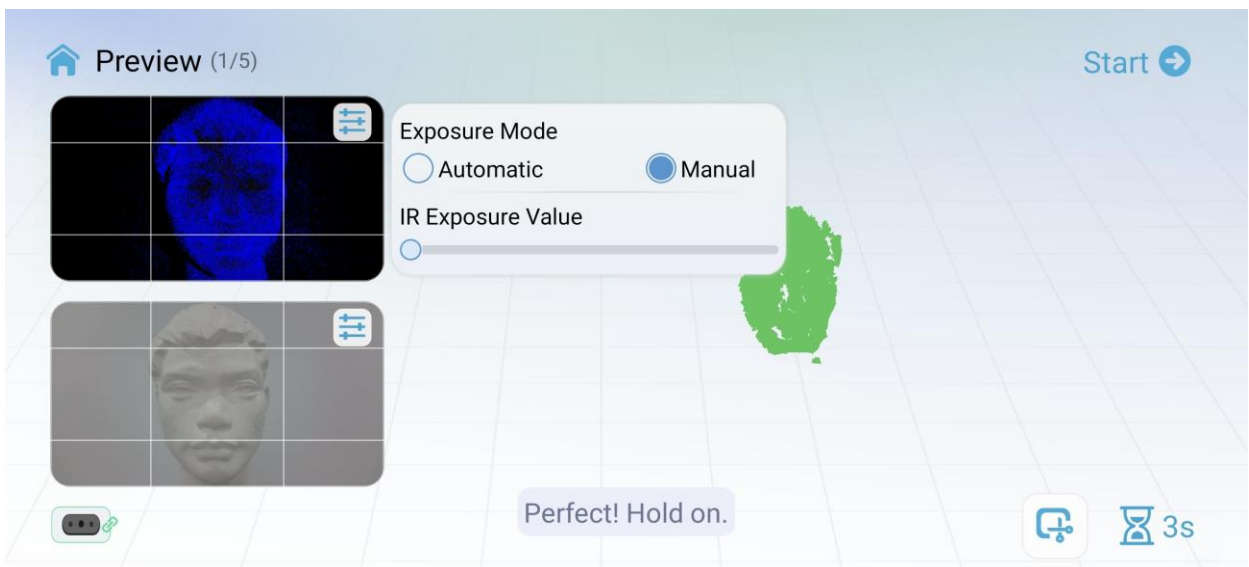 Preview (1/5)
Start
Exposure Mode
Automatic
Manual
IR Exposure Value
Perfect! Hold on.
3s